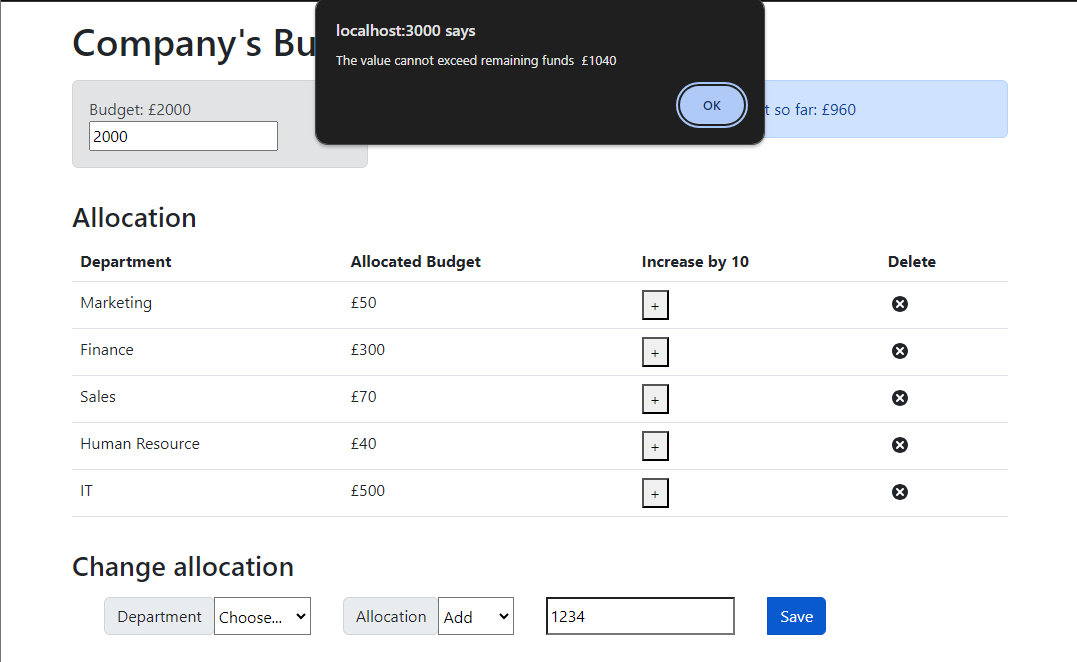 localhost:3000 says
The value cannot exceed remaining funds £1040
OK
Company's Bu
Budget: £2000
2000
t so far: £960
Allocation
Department Allocated Budget Increase by 10 Delete
Marketing £50 +
Finance £300 +
Sales £70 +
Human Resource £40 +
IT £500 +
Change allocation
Department Choose... Allocation Add 1234 Save